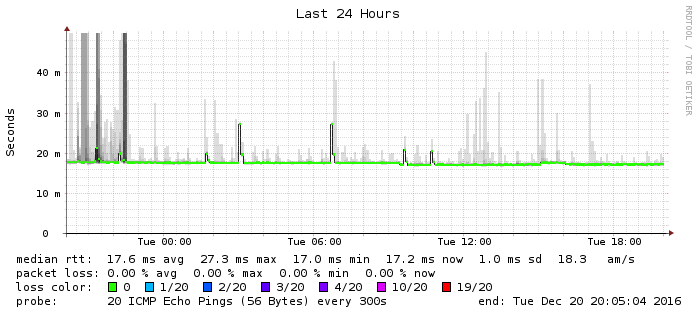 Last 24 Hours
RRDTOOL / TOBI OETIKER
Seconds
40 m
30 m
20 m
10 m
0
Tue 00:00 Tue 06:00 Tue 12:00 Tue 18:00
median rtt: 17.6 ms avg 27.3 ms max 17.0 ms min 17.2 ms now 1.0 ms sd 18.3 am/s
packet loss: 0.00 % avg 0.00 % max 0.00 % min 0.00 % now
loss color: 0 1/20 2/20 3/20 4/20 10/20 19/20
probe: 20 ICMP Echo Pings (56 Bytes) every 300s end: Tue Dec 20 20:05:04 2016